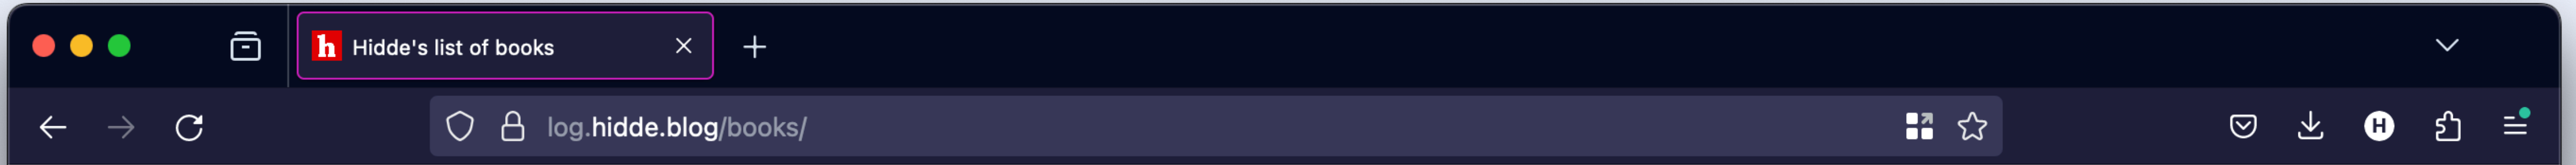 h Hidde's list of books
log.hidde.blog/books/
H